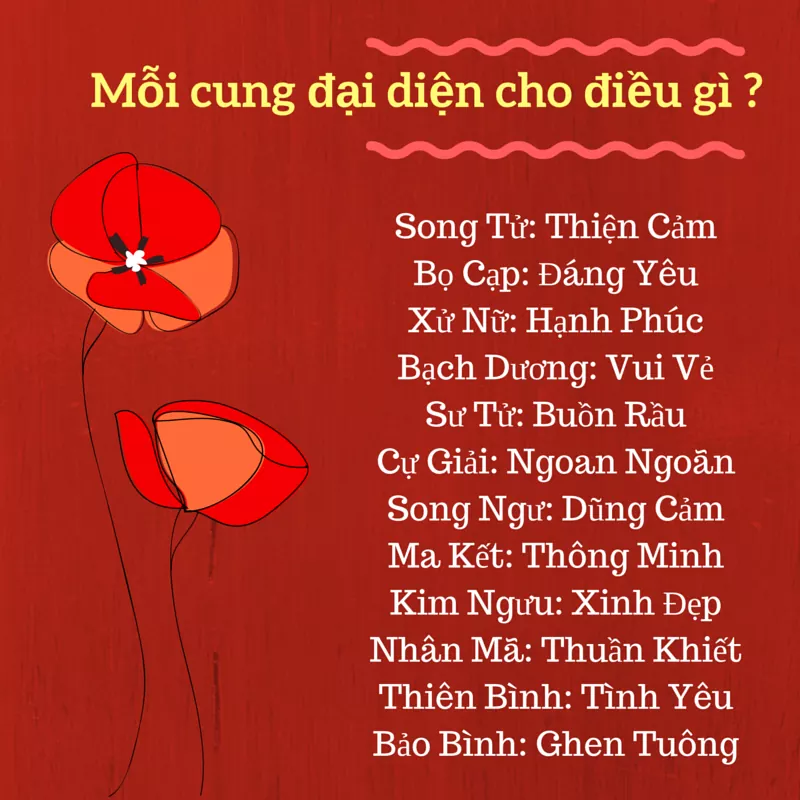 Mỗi cung đại diện cho điều gì ?
Song Tử: Thiện Cảm
Bọ Cạp: Đáng Yêu
Xử Nữ: Hạnh Phúc
Bạch Dương: Vui Vẻ
Sư Tử: Buồn Rầu
Cự Giải: Ngoan Ngoãn
Song Ngư: Dũng Cảm
Ma Kết: Thông Minh
Kim Ngưu: Xinh Đẹp
Nhân Mã: Thuần Khiết
Thiên Bình: Tình Yêu
Bảo Bình: Ghen Tuông